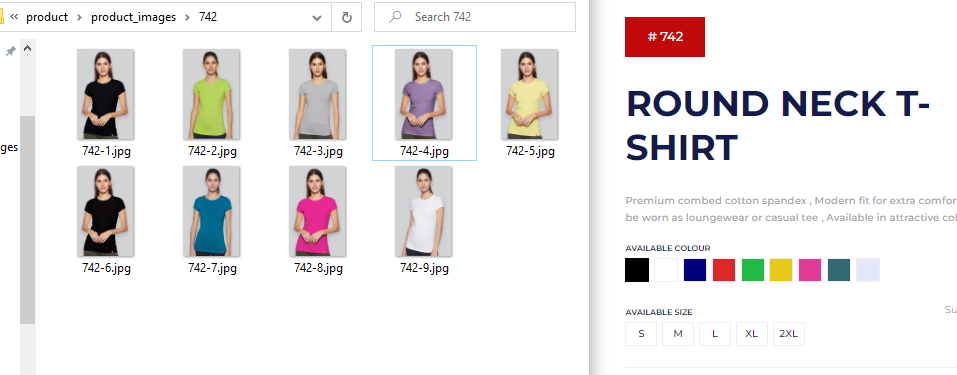 product > product_images > 742
Search 742
742-1.jpg
742-2.jpg
742-3.jpg
742-4.jpg
742-5.jpg
742-6.jpg
742-7.jpg
742-8.jpg
742-9.jpg
# 742
ROUND NECK T-
SHIRT
Premium combed cotton spandex , Modern fit for extra comfor
be worn as loungewear or casual tee , Available in attractive col
AVAILABLE COLOUR
AVAILABLE SIZE
Siz
S M L XL 2XL
ges